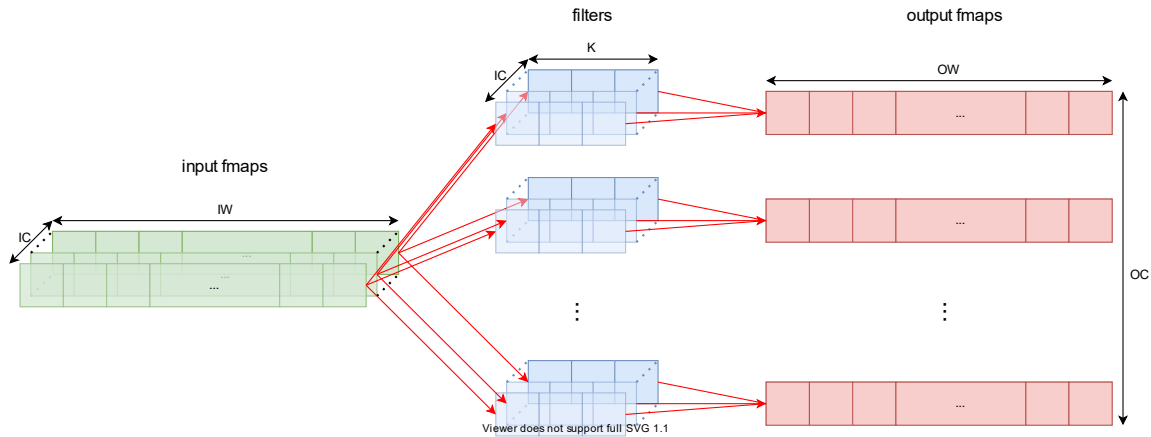 filters
output fmaps
K
IC
OW
...
input fmaps
IW
IC
...
...
...
...
OC
...
...
...
Viewer does not support full SVG 1.1